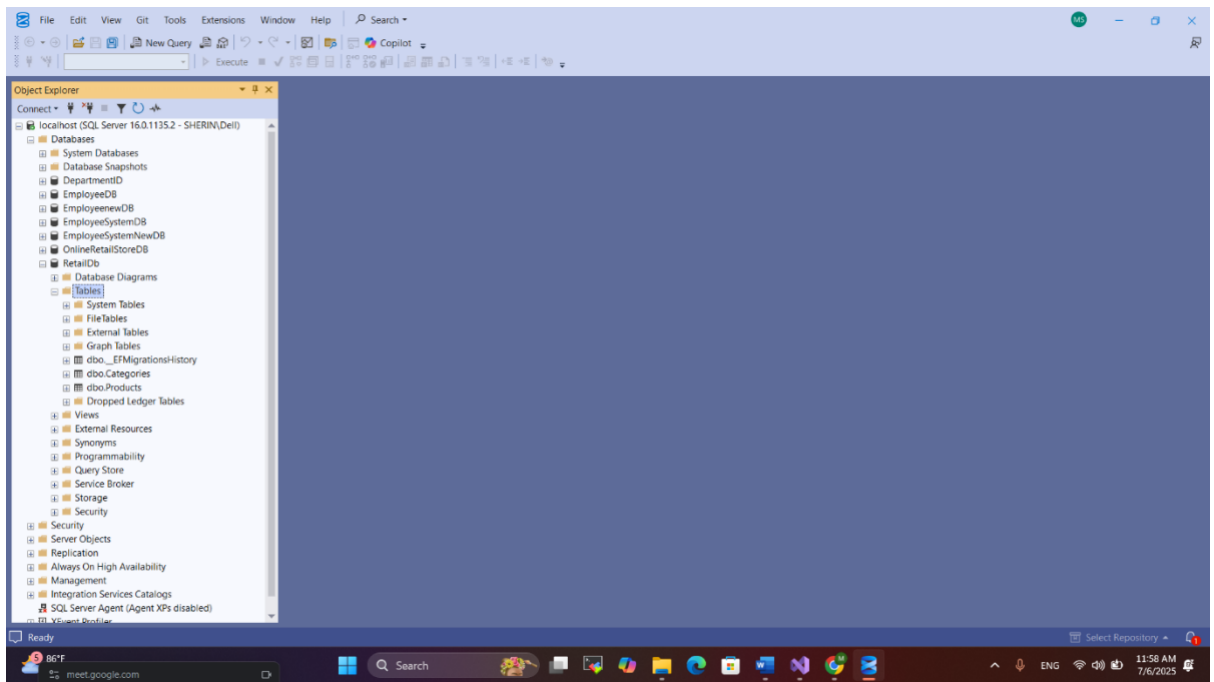 File Edit View Git Tools Extensions Window Help Search
MS
New Query Copilot
Execute
Object Explorer
Connect
localhost (SQL Server 16.0.1135.2 - SHERIN\Dell)
Databases
System Databases
Database Snapshots
DepartmentID
EmployeeDB
EmployeenewDB
EmployeeSystemDB
EmployeeSystemNewDB
OnlineRetailStoreDB
RetailDb
Database Diagrams
Tables
System Tables
FileTables
External Tables
Graph Tables
dbo.__EFMigrationsHistory
dbo.Categories
dbo.Products
Dropped Ledger Tables
Views
External Resources
Synonyms
Programmability
Query Store
Service Broker
Storage
Security
Security
Server Objects
Replication
Always On High Availability
Management
Integration Services Catalogs
SQL Server Agent (Agent XPs disabled)
XEvent Profiler
Ready
Select Repository
1
5
86°F
meet.google.com
Search
ENG
11:58 AM
7/6/2025